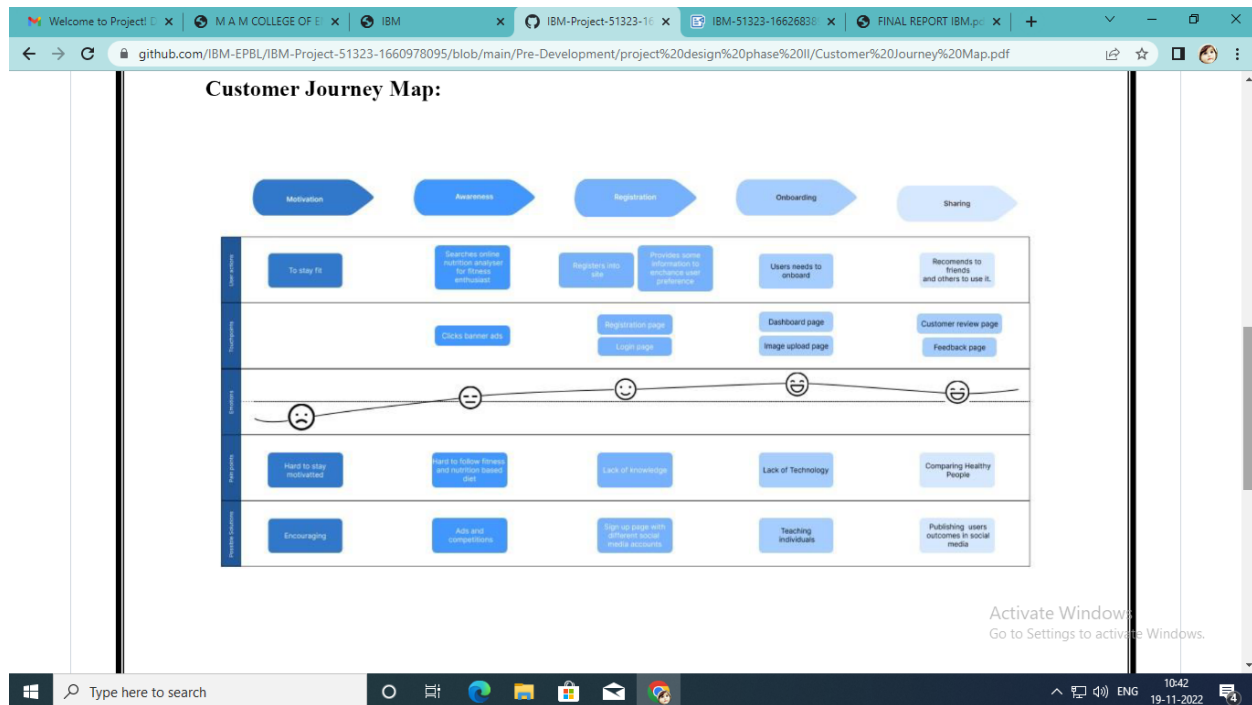 Welcome to Project! D
M A M COLLEGE OF E
IBM
IBM-Project-51323-16
IBM-51323-16626838
FINAL REPORT IBM.pd
github.com/IBM-EPBL/IBM-Project-51323-1660978095/blob/main/Pre-Development/project%20design%20phase%20II/Customer%20Journey%20Map.pdf
Customer Journey Map:
Motivation
Awareness
Registration
Onboarding
Sharing
User actions
To stay fit
Searches online
nutrition analyser
for fitness
enthusiast
Registers into
site
Provides some
information to
enchance user
preference
Users needs to
onboard
Recomends to
friends
and others to use it.
Touchpoints
Clicks banner ads
Registration page
Login page
Dashboard page
Image upload page
Customer review page
Feedback page
Emotions
Pain points
Hard to stay
motivatted
Hard to follow fitness
and nutrition based
diet
Lack of knowledge
Lack of Technology
Comparing Healthy
People
Possible Solutions
Encouraging
Ads and
competitions
Sign-up page with
different social
media accounts
Teaching
individuals
Publishing users
outcomes in social
media
Activate Windows
Go to Settings to activate Windows.
Type here to search
ENG
10:42
19-11-2022
4